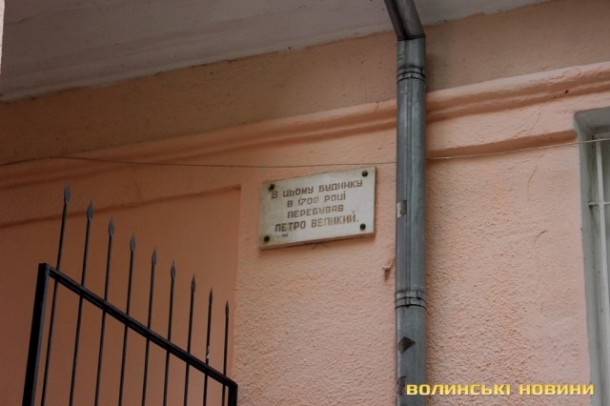 В ЦЬОМУ БУДИНКУ
В 1709 РОЦІ
ПЕРЕБУВАВ
ПЕТРО ВЕЛИКИЙ.
ВОЛИНСЬКІ НОВИНИ